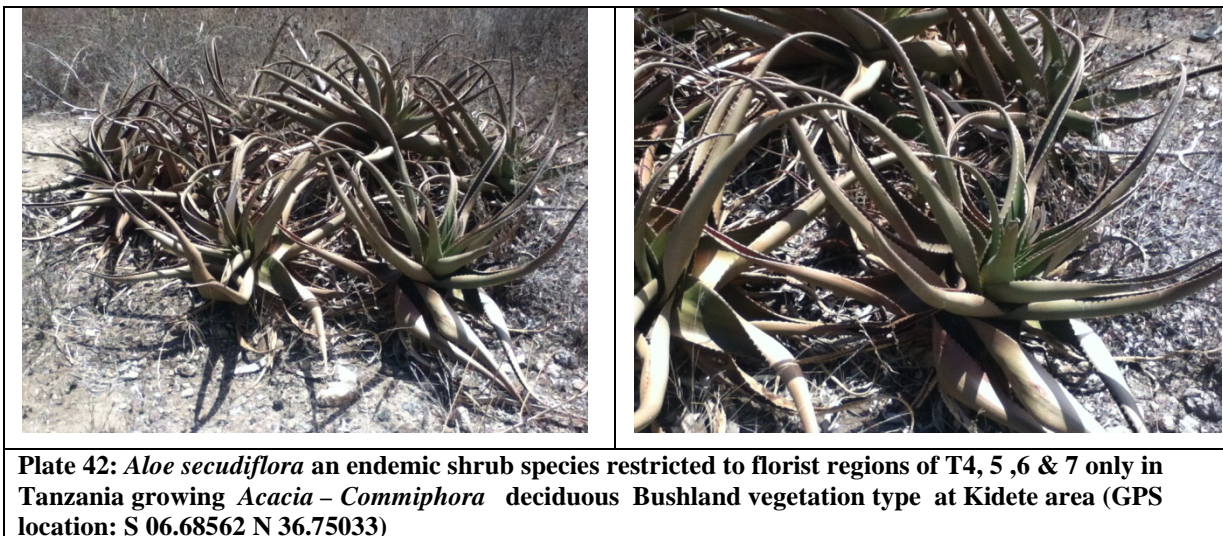 Plate 42: Aloe secudiflora an endemic shrub species restricted to florist regions of T4, 5 ,6 & 7 only in
Tanzania growing Acacia – Commiphora deciduous Bushland vegetation type at Kidete area (GPS
location: S 06.68562 N 36.75033)